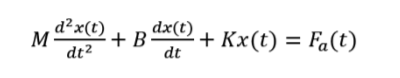 M d²x(t)/dt² + B dx(t)/dt + Kx(t) = Fₐ(t)